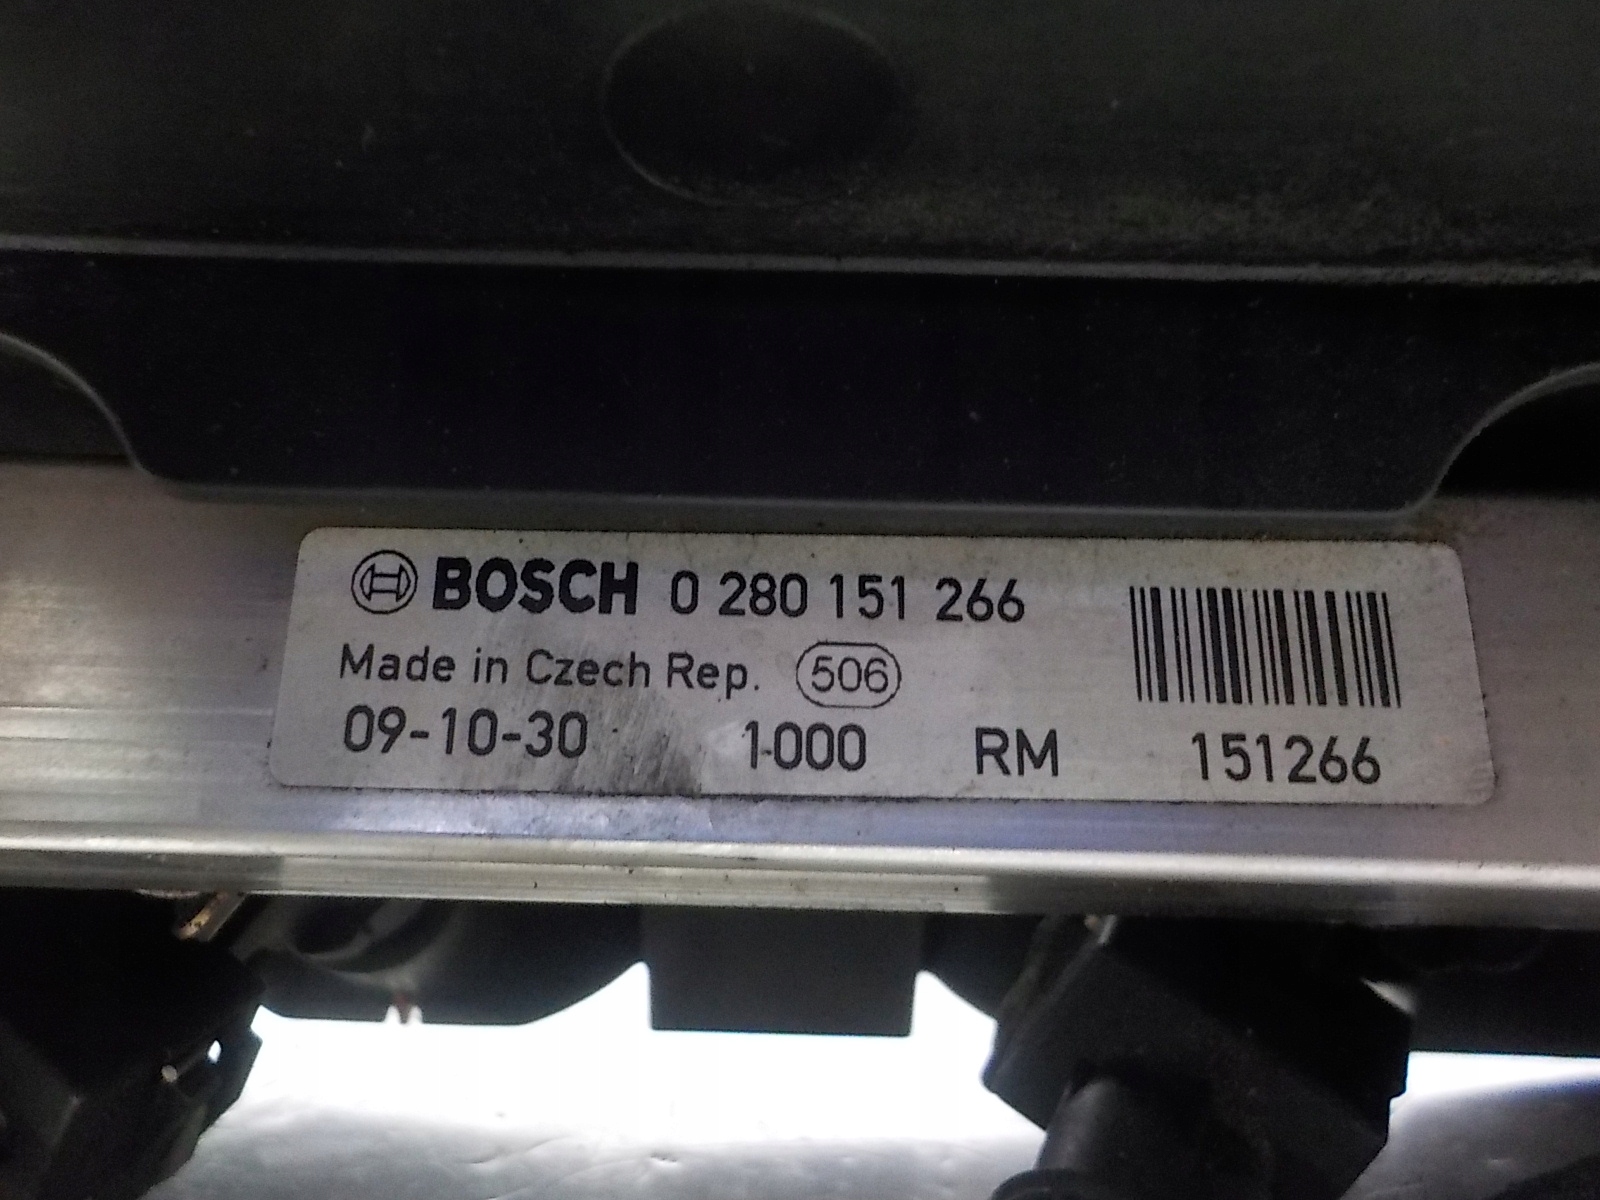 BOSCH 0 280 151 266
Made in Czech Rep. 506
09-10-30 1-000 RM 151266